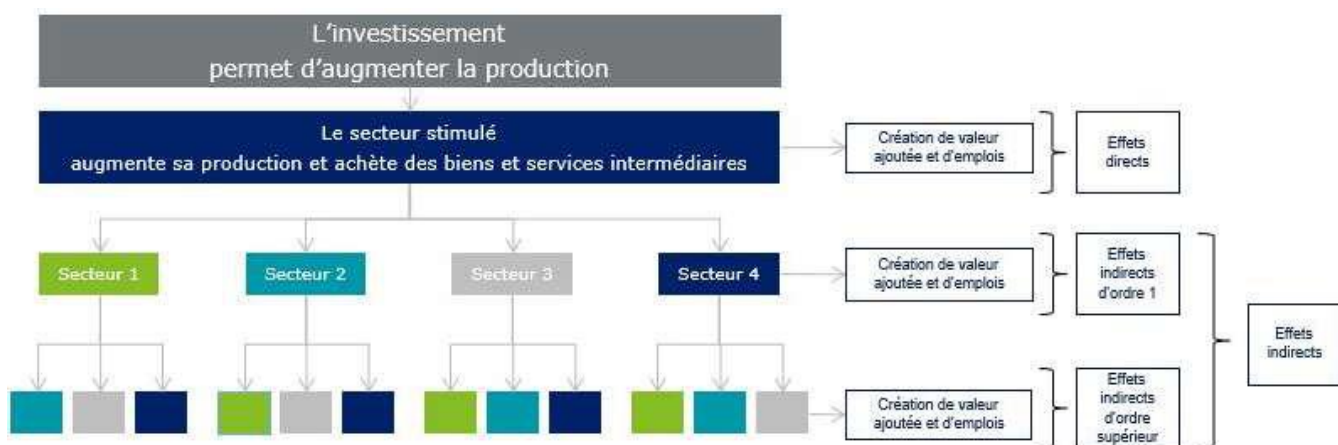 L'investissement
permet d'augmenter la production
Le secteur stimulé
augmente sa production et achète des biens et services intermédiaires
Création de valeur
ajoutée et d'emplois
Effets
directs
Secteur 1
Secteur 2
Secteur 3
Secteur 4
Création de valeur
ajoutée et d'emplois
Effets
indirects
d'ordre 1
Effets
indirects
Création de valeur
ajoutée et d'emplois
Effets
indirects
d'ordre
supérieur